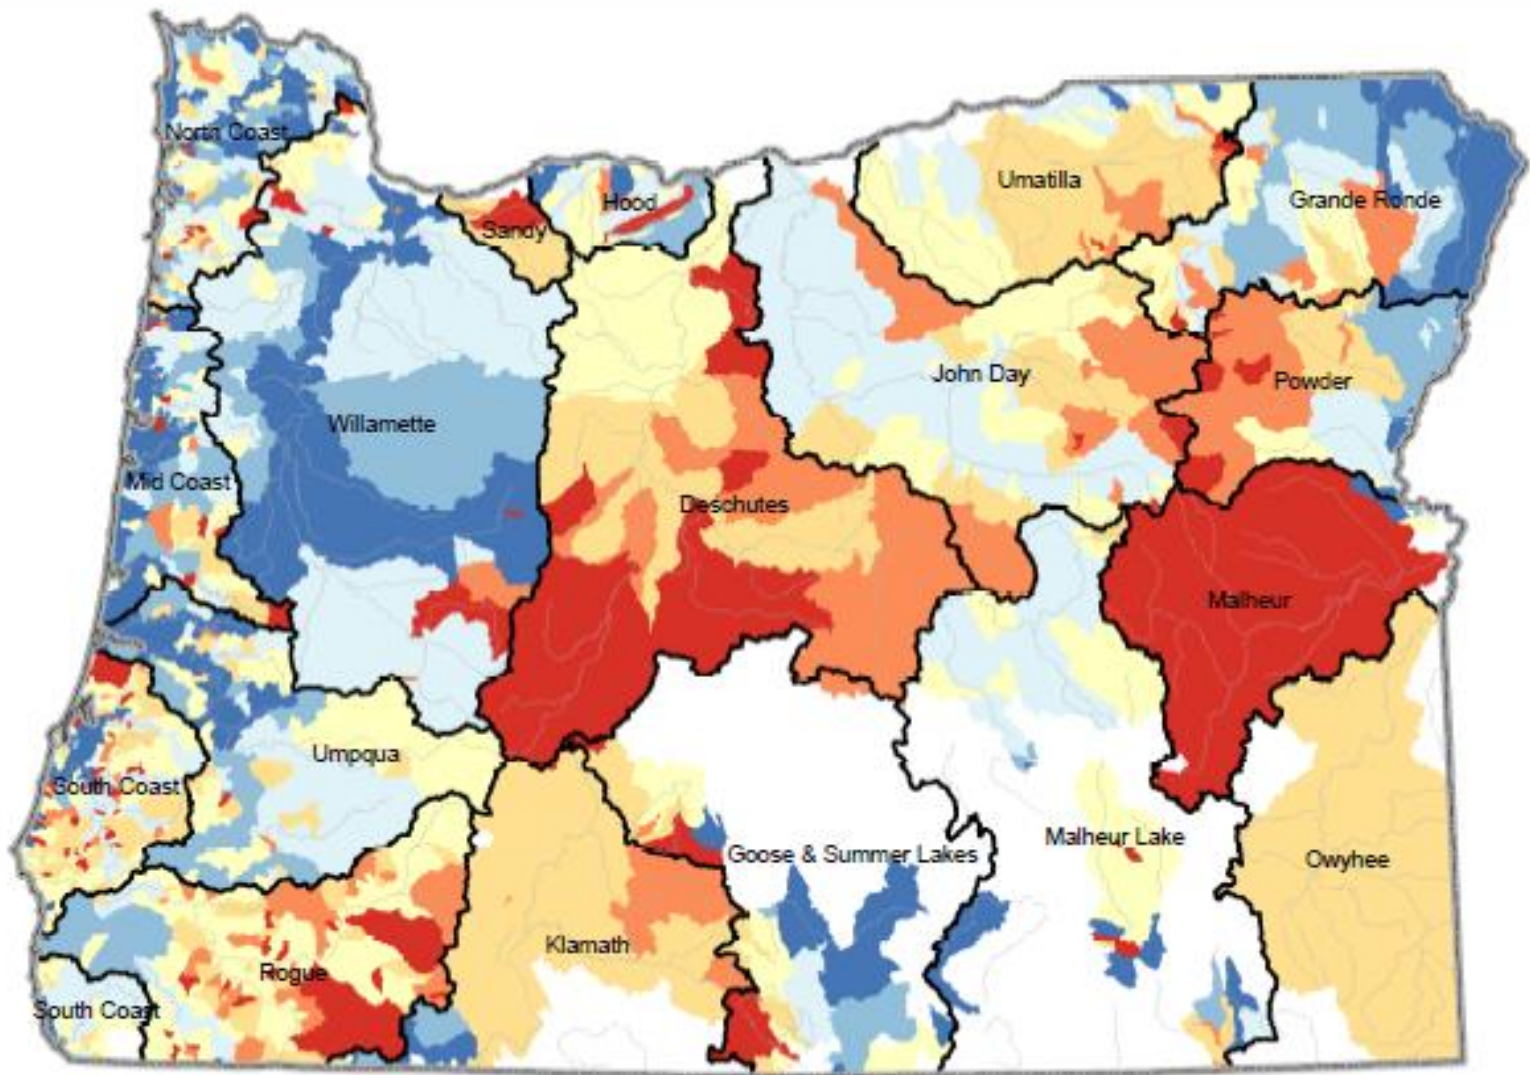 North Coast
Umatilla
Hood
Grande Ronde
Sandy
John Day
Powder
Willamette
Mid Coast
Deschutes
Malheur
Umpqua
South Coast
Malheur Lake
Goose & Summer Lakes
Owyhee
Klamath
Rogue
South Coast